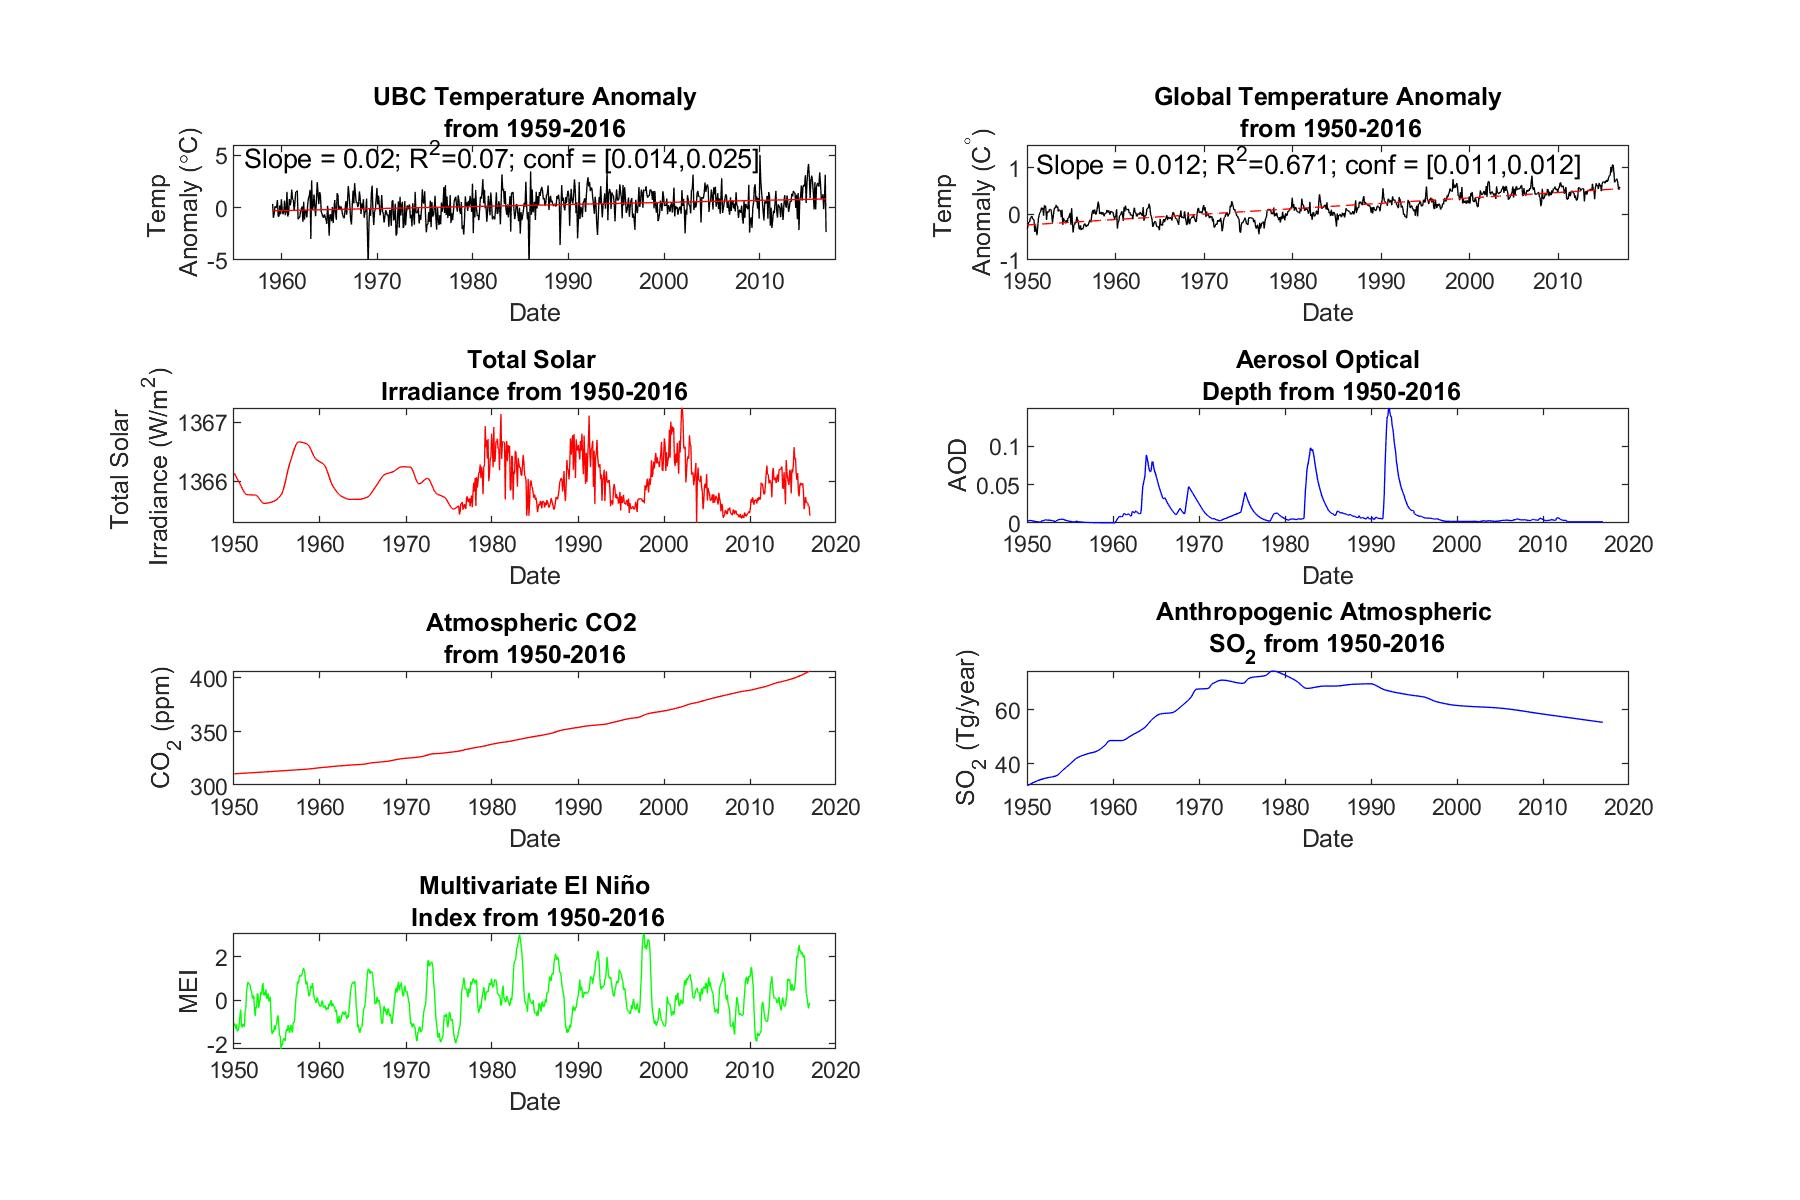 UBC Temperature Anomaly
from 1959-2016
Slope = 0.02; R²=0.07; conf = [0.014,0.025]
Temp
Anomaly (°C)
5
0
-5
1960 1970 1980 1990 2000 2010
Date
Global Temperature Anomaly
from 1950-2016
Slope = 0.012; R²=0.671; conf = [0.011,0.012]
Temp
Anomaly (C°)
1
0
-1
1950 1960 1970 1980 1990 2000 2010
Date
Total Solar
Irradiance from 1950-2016
Total Solar
Irradiance (W/m²)
1367
1366
1950 1960 1970 1980 1990 2000 2010 2020
Date
Aerosol Optical
Depth from 1950-2016
AOD
0.1
0.05
0
1950 1960 1970 1980 1990 2000 2010 2020
Date
Atmospheric CO2
from 1950-2016
CO₂ (ppm)
400
350
300
1950 1960 1970 1980 1990 2000 2010 2020
Date
Anthropogenic Atmospheric
SO₂ from 1950-2016
SO₂ (Tg/year)
60
40
1950 1960 1970 1980 1990 2000 2010 2020
Date
Multivariate El Niño
Index from 1950-2016
MEI
2
0
-2
1950 1960 1970 1980 1990 2000 2010 2020
Date